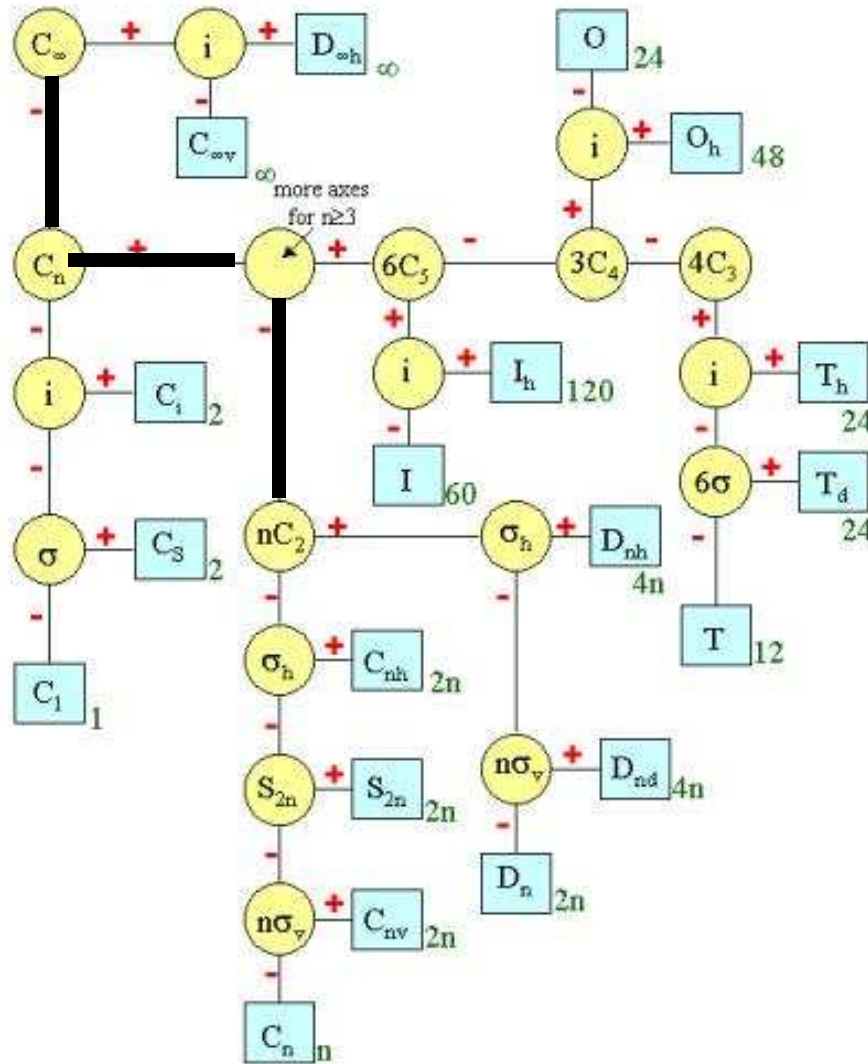 C∞ + i + D∞h ∞
O 24
- -
C∞v ∞
-
i + Oh 48
more axes
for n≥3
+
Cn + + 6C5 - 3C4 - 4C3
- - + +
i + Ci 2
i + Ih 120
i + Th 24
- - -
I 60
6σ + Td 24
σ + CS 2
nC2 + σh + Dnh 4n
- - - -
C1 1
σh + Cnh 2n
T 12
-
S2n + S2n 2n
nσv + Dnd 4n
- -
nσv + Cnv 2n
Dn 2n
-
Cn n